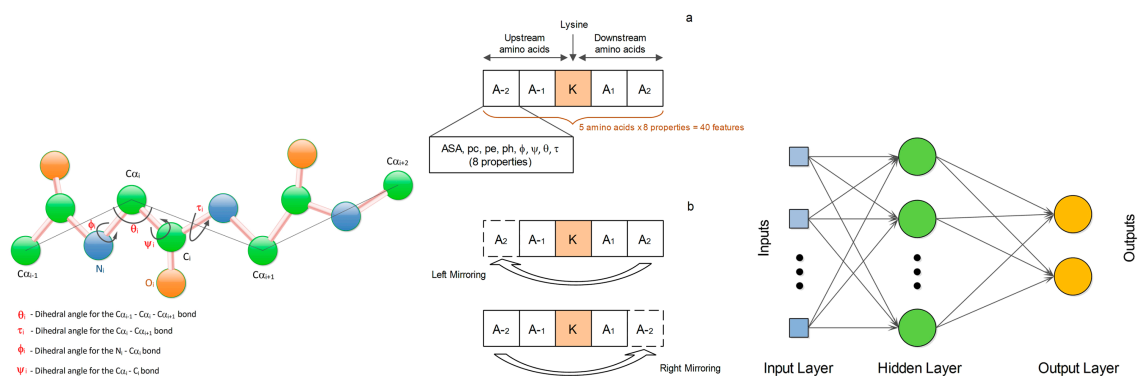 Cαᵢ
Cαᵢ₊₂
ϕᵢ
θᵢ
τᵢ
Ψᵢ
Cαᵢ₋₁
Nᵢ
Cᵢ
Cαᵢ₊₁
Oᵢ
θᵢ - Dihedral angle for the Cαᵢ₋₁ - Cαᵢ - Cαᵢ₊₁ bond
τᵢ - Dihedral angle for the Cαᵢ - Cαᵢ₊₁ bond
ϕᵢ - Dihedral angle for the Nᵢ - Cαᵢ bond
Ψᵢ - Dihedral angle for the Cαᵢ - Cᵢ bond
a
Lysine
Upstream
amino acids
Downstream
amino acids
A-2 A-1 K A1 A2
5 amino acids x 8 properties = 40 features
ASA, pc, pe, ph, ϕ, ψ, θ, τ
(8 properties)
b
A2 A-1 K A1 A2
Left Mirroring
A-2 A-1 K A1 A-2
Right Mirroring
Inputs
Outputs
Input Layer
Hidden Layer
Output Layer